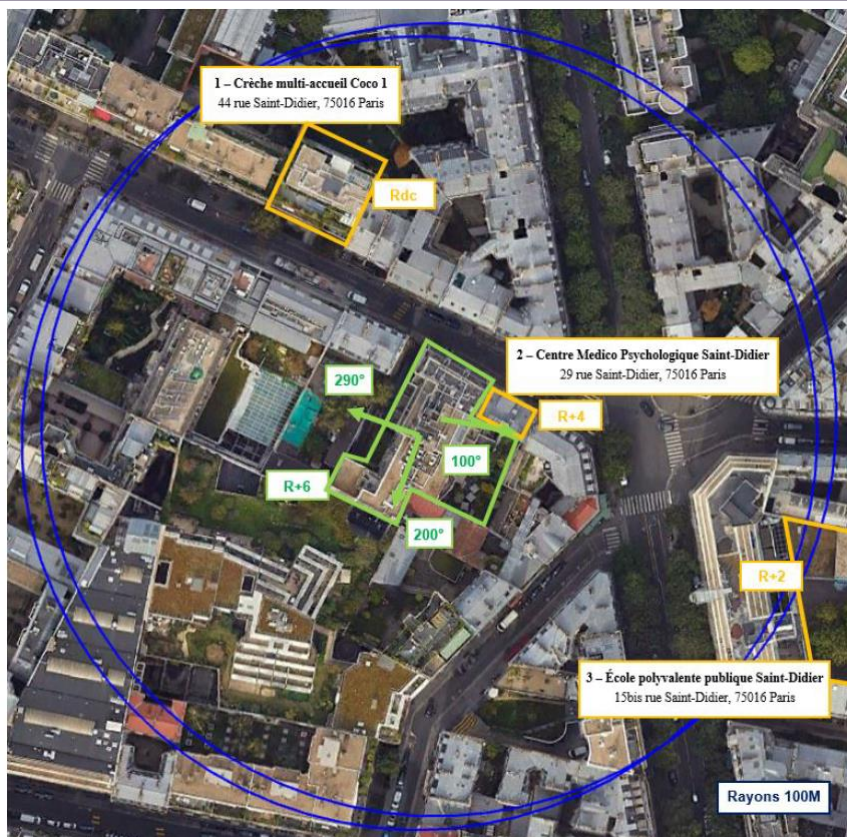 1 – Crèche multi-accueil Coco 1
44 rue Saint-Didier, 75016 Paris
Rdc
2 – Centre Medico Psychologique Saint-Didier
29 rue Saint-Didier, 75016 Paris
290°
R+4
100°
R+6
200°
R+2
3 – École polyvalente publique Saint-Didier
15bis rue Saint-Didier, 75016 Paris
Rayons 100M